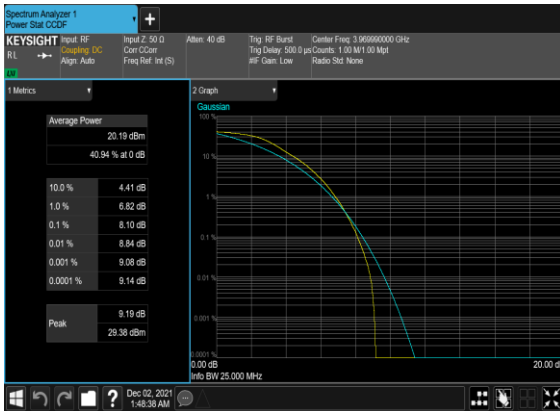 Spectrum Analyzer 1
Power Stat CCDF
KEYSIGHT
RL
Input: RF
Coupling: DC
Align: Auto
Input Z: 50 Ω
Corr CCorr
Freq Ref: Int (S)
Atten: 40 dB
Trig: RF Burst
Trig Delay: 500.0 µs
#IF Gain: Low
Center Freq: 3.969990000 GHz
Counts: 1.00 M/1.00 Mpt
Radio Std: None
1 Metrics
Average Power
20.19 dBm
40.94 % at 0 dB
10.0 % 4.41 dB
1.0 % 6.82 dB
0.1 % 8.10 dB
0.01 % 8.84 dB
0.001 % 9.08 dB
0.0001 % 9.14 dB
Peak
9.19 dB
29.38 dBm
2 Graph
Gaussian
100 %
10 %
1 %
0.1 %
0.01 %
0.001 %
0.0001 %
0.00 dB
20.00 d
Info BW 25.000 MHz
Dec 02, 2021
1:48:38 AM